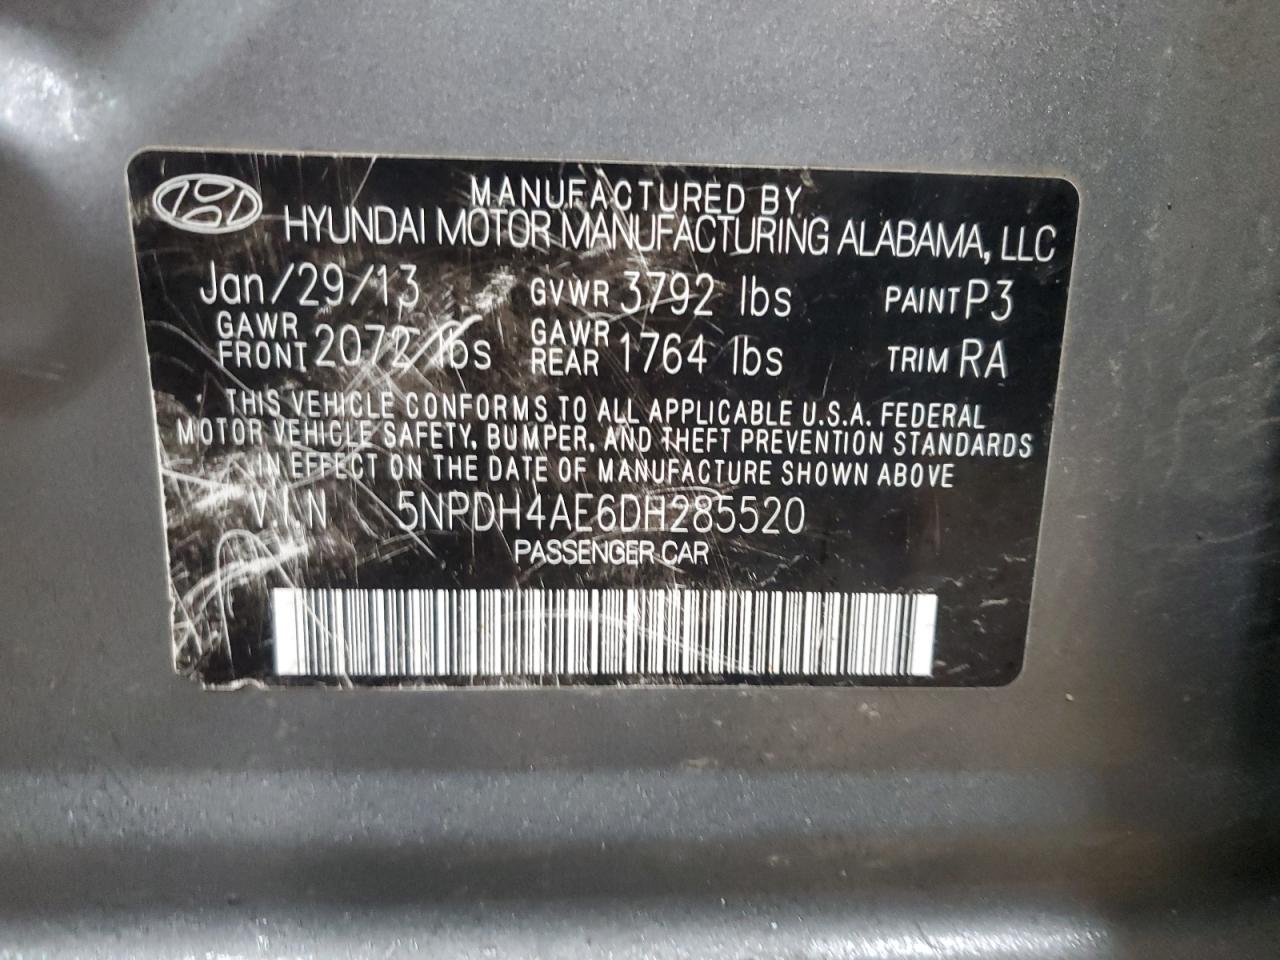 MANUFACTURED BY
HYUNDAI MOTOR MANUFACTURING ALABAMA, LLC
Jan/29/13 GVWR 3792 lbs PAINT P3
GAWR FRONT 2072 lbs GAWR REAR 1764 lbs TRIM RA
THIS VEHICLE CONFORMS TO ALL APPLICABLE U.S.A. FEDERAL
MOTOR VEHICLE SAFETY, BUMPER, AND THEFT PREVENTION STANDARDS
IN EFFECT ON THE DATE OF MANUFACTURE SHOWN ABOVE
V.I.N 5NPDH4AE6DH285520
PASSENGER CAR